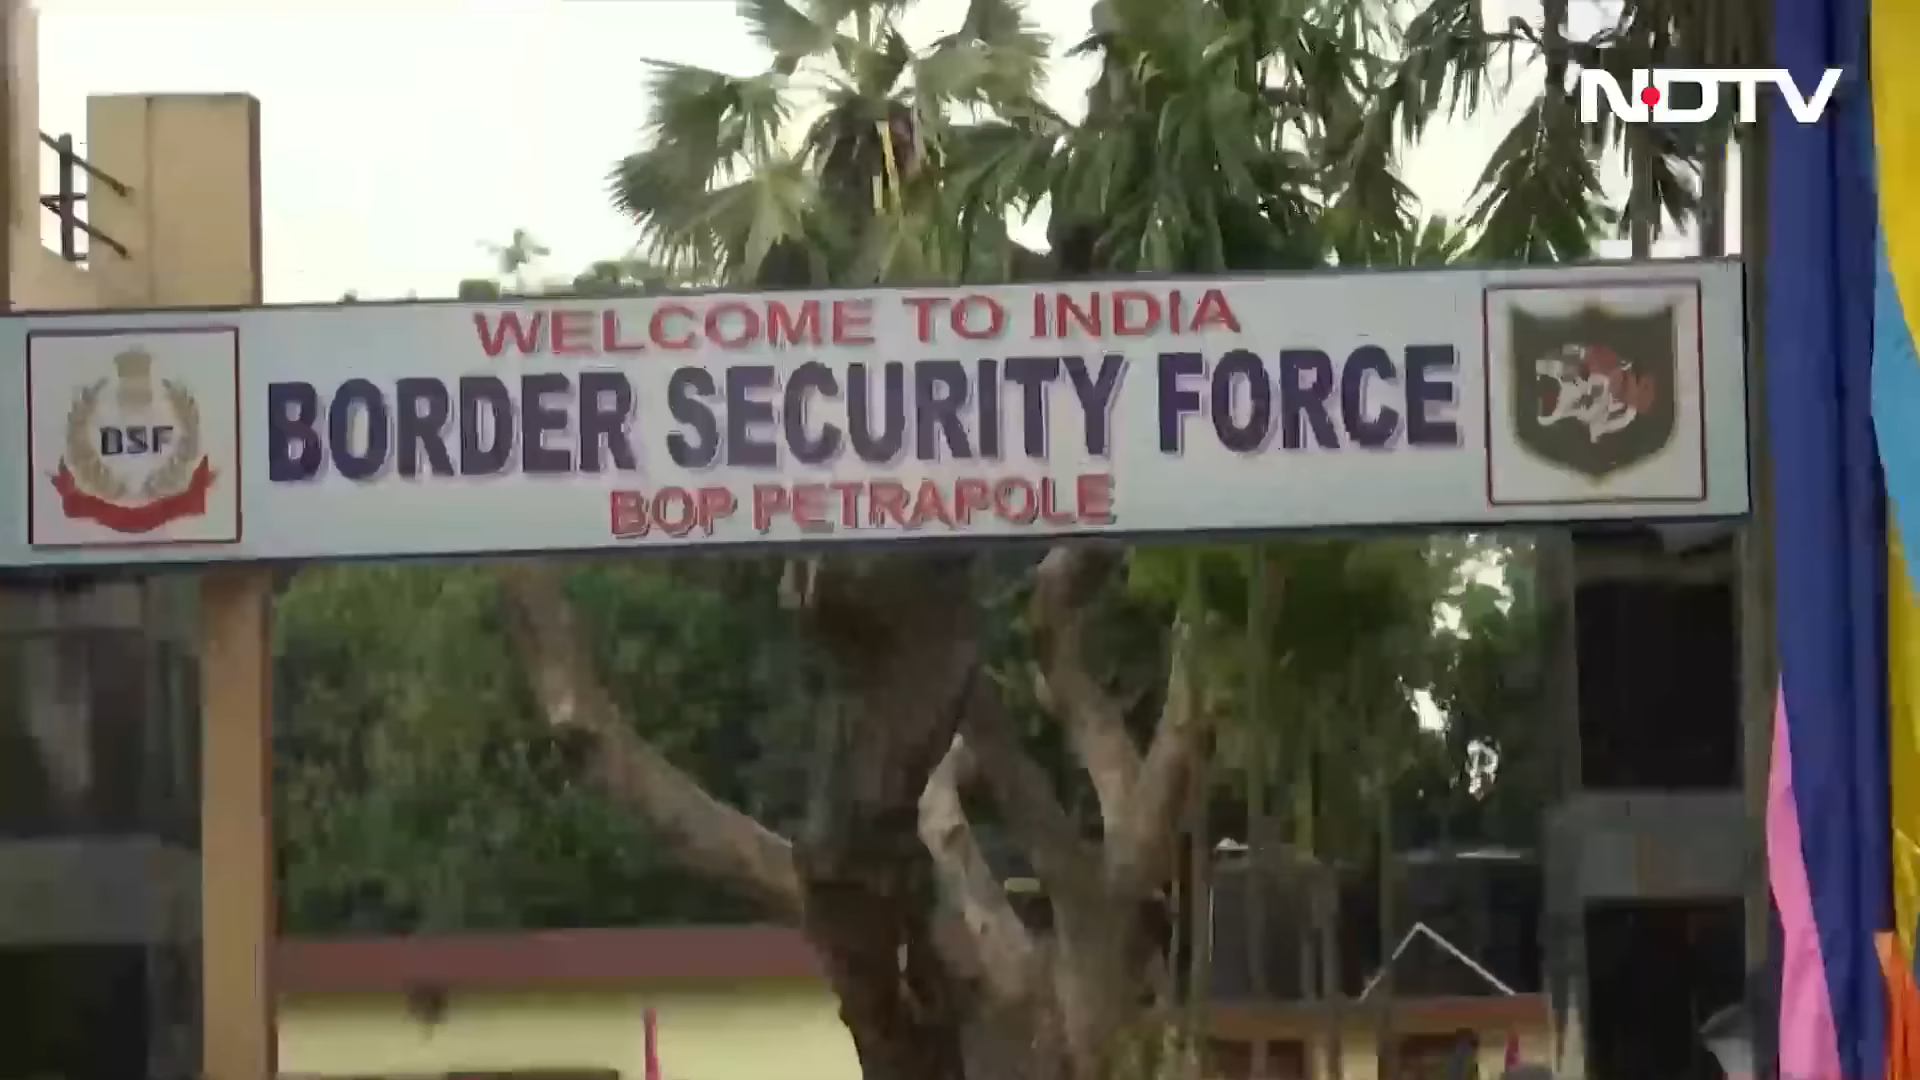 NDTV
WELCOME TO INDIA
BORDER SECURITY FORCE
BOP PETRAPOLE
BSF